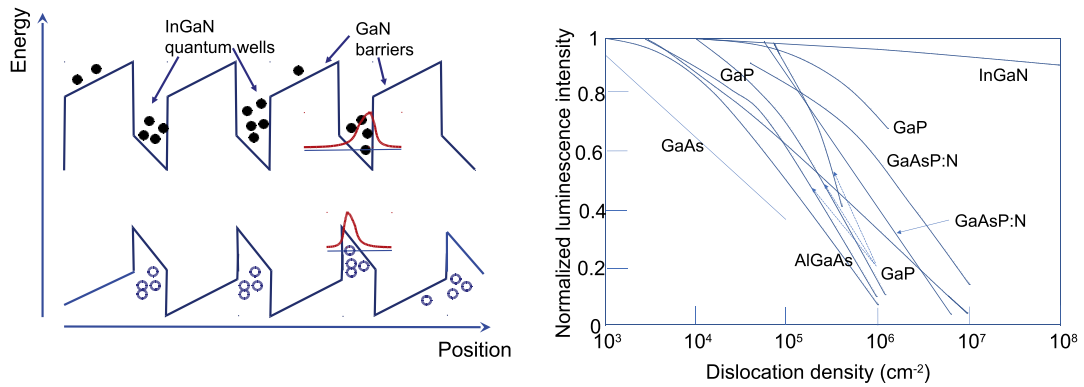 Energy
InGaN
quantum wells
GaN
barriers
Position
Normalized luminescence intensity
1
0.8
0.6
0.4
0.2
0
InGaN
GaP
GaP
GaAs
GaAsP:N
GaAsP:N
AlGaAs
GaP
10³ 10⁴ 10⁵ 10⁶ 10⁷ 10⁸
Dislocation density (cm⁻²)